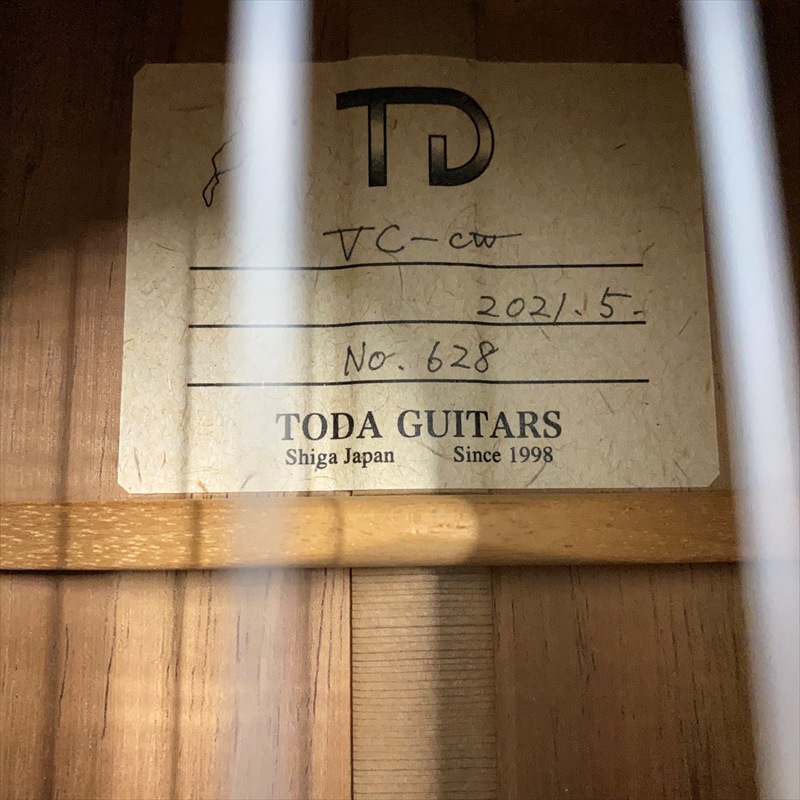 TD
VC-cw
2021.5.
No. 628
TODA GUITARS
Shiga Japan Since 1998